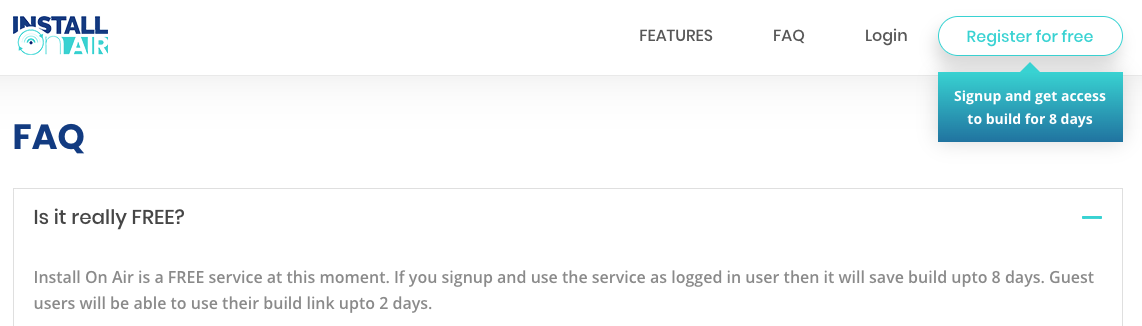 INSTALL
On AIR
FEATURES
FAQ
Login
Register for free
Signup and get access
to build for 8 days
FAQ
Is it really FREE?
Install On Air is a FREE service at this moment. If you signup and use the service as logged in user then it will save build upto 8 days. Guest
users will be able to use their build link upto 2 days.